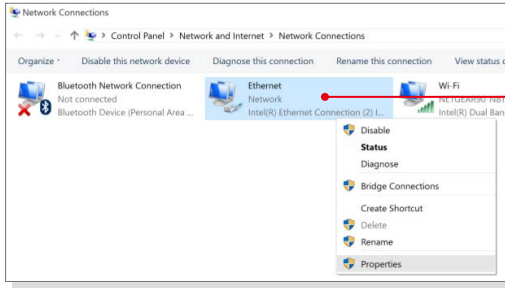 Network Connections
Control Panel > Network and Internet > Network Connections
Organize Disable this network device Diagnose this connection Rename this connection View status
Bluetooth Network Connection
Not connected
Bluetooth Device (Personal Area ...
Ethernet
Network
Intel(R) Ethernet Connection (2) I...
Wi-Fi
Intel(R) Dual Ban
Disable
Status
Diagnose
Bridge Connections
Create Shortcut
Delete
Rename
Properties